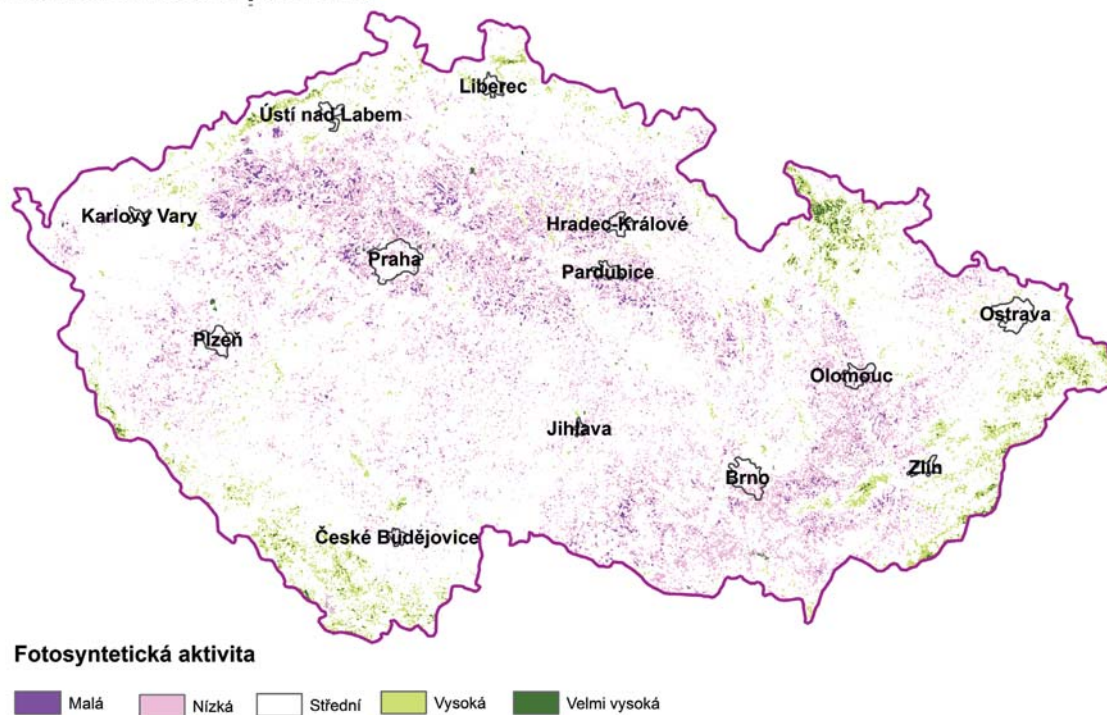 Liberec
Ústí nad Labem
Karlovy Vary
Hradec-Králové
Praha
Pardubice
Ostrava
Plzeň
Olomouc
Jihlava
Zlín
Brno
České Budějovice
Fotosyntetická aktivita
Malá
Nízká
Střední
Vysoká
Velmi vysoká